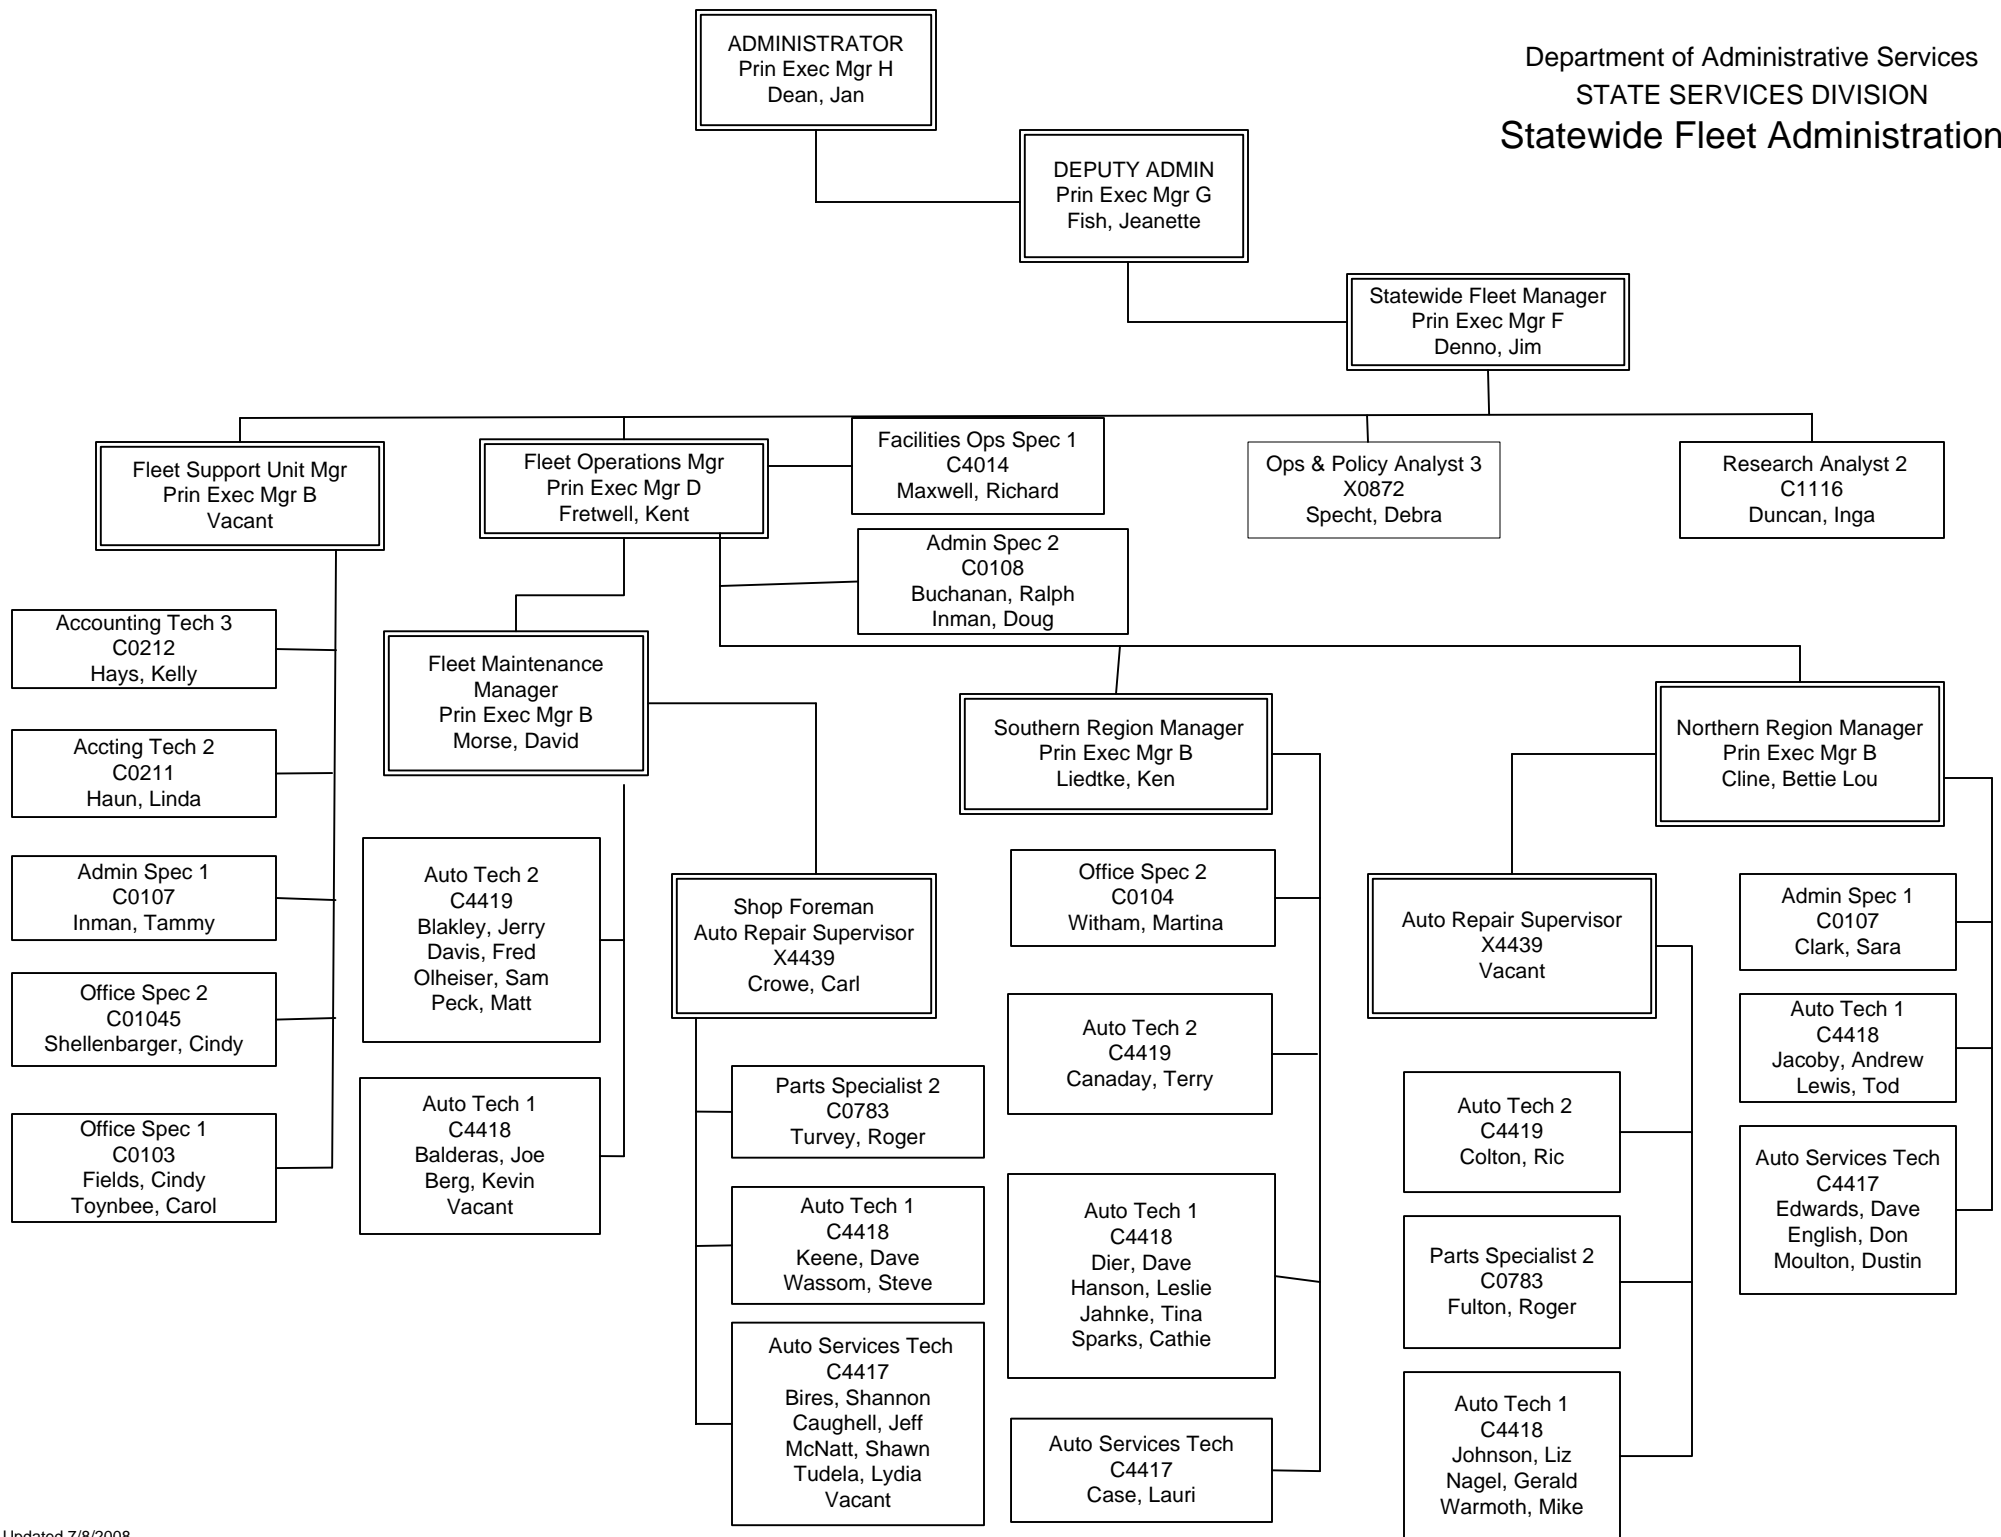 ADMINISTRATOR
Prin Exec Mgr H
Dean, Jan
Department of Administrative Services
STATE SERVICES DIVISION
Statewide Fleet Administration
DEPUTY ADMIN
Prin Exec Mgr G
Fish, Jeanette
Statewide Fleet Manager
Prin Exec Mgr F
Denno, Jim
Fleet Support Unit Mgr
Prin Exec Mgr B
Vacant
Fleet Operations Mgr
Prin Exec Mgr D
Fretwell, Kent
Facilities Ops Spec 1
C4014
Maxwell, Richard
Ops & Policy Analyst 3
X0872
Specht, Debra
Research Analyst 2
C1116
Duncan, Inga
Admin Spec 2
C0108
Buchanan, Ralph
Inman, Doug
Accounting Tech 3
C0212
Hays, Kelly
Accting Tech 2
C0211
Haun, Linda
Admin Spec 1
C0107
Inman, Tammy
Office Spec 2
C01045
Shellenbarger, Cindy
Office Spec 1
C0103
Fields, Cindy
Toynbee, Carol
Fleet Maintenance
Manager
Prin Exec Mgr B
Morse, David
Auto Tech 2
C4419
Blakley, Jerry
Davis, Fred
Olheiser, Sam
Peck, Matt
Auto Tech 1
C4418
Balderas, Joe
Berg, Kevin
Vacant
Shop Foreman
Auto Repair Supervisor
X4439
Crowe, Carl
Parts Specialist 2
C0783
Turvey, Roger
Auto Tech 1
C4418
Keene, Dave
Wassom, Steve
Auto Services Tech
C4417
Bires, Shannon
Caughell, Jeff
McNatt, Shawn
Tudela, Lydia
Vacant
Southern Region Manager
Prin Exec Mgr B
Liedtke, Ken
Office Spec 2
C0104
Witham, Martina
Auto Tech 2
C4419
Canaday, Terry
Auto Tech 1
C4418
Dier, Dave
Hanson, Leslie
Jahnke, Tina
Sparks, Cathie
Auto Services Tech
C4417
Case, Lauri
Northern Region Manager
Prin Exec Mgr B
Cline, Bettie Lou
Auto Repair Supervisor
X4439
Vacant
Auto Tech 2
C4419
Colton, Ric
Parts Specialist 2
C0783
Fulton, Roger
Auto Tech 1
C4418
Johnson, Liz
Nagel, Gerald
Warmoth, Mike
Admin Spec 1
C0107
Clark, Sara
Auto Tech 1
C4418
Jacoby, Andrew
Lewis, Tod
Auto Services Tech
C4417
Edwards, Dave
English, Don
Moulton, Dustin
Updated 7/8/2008